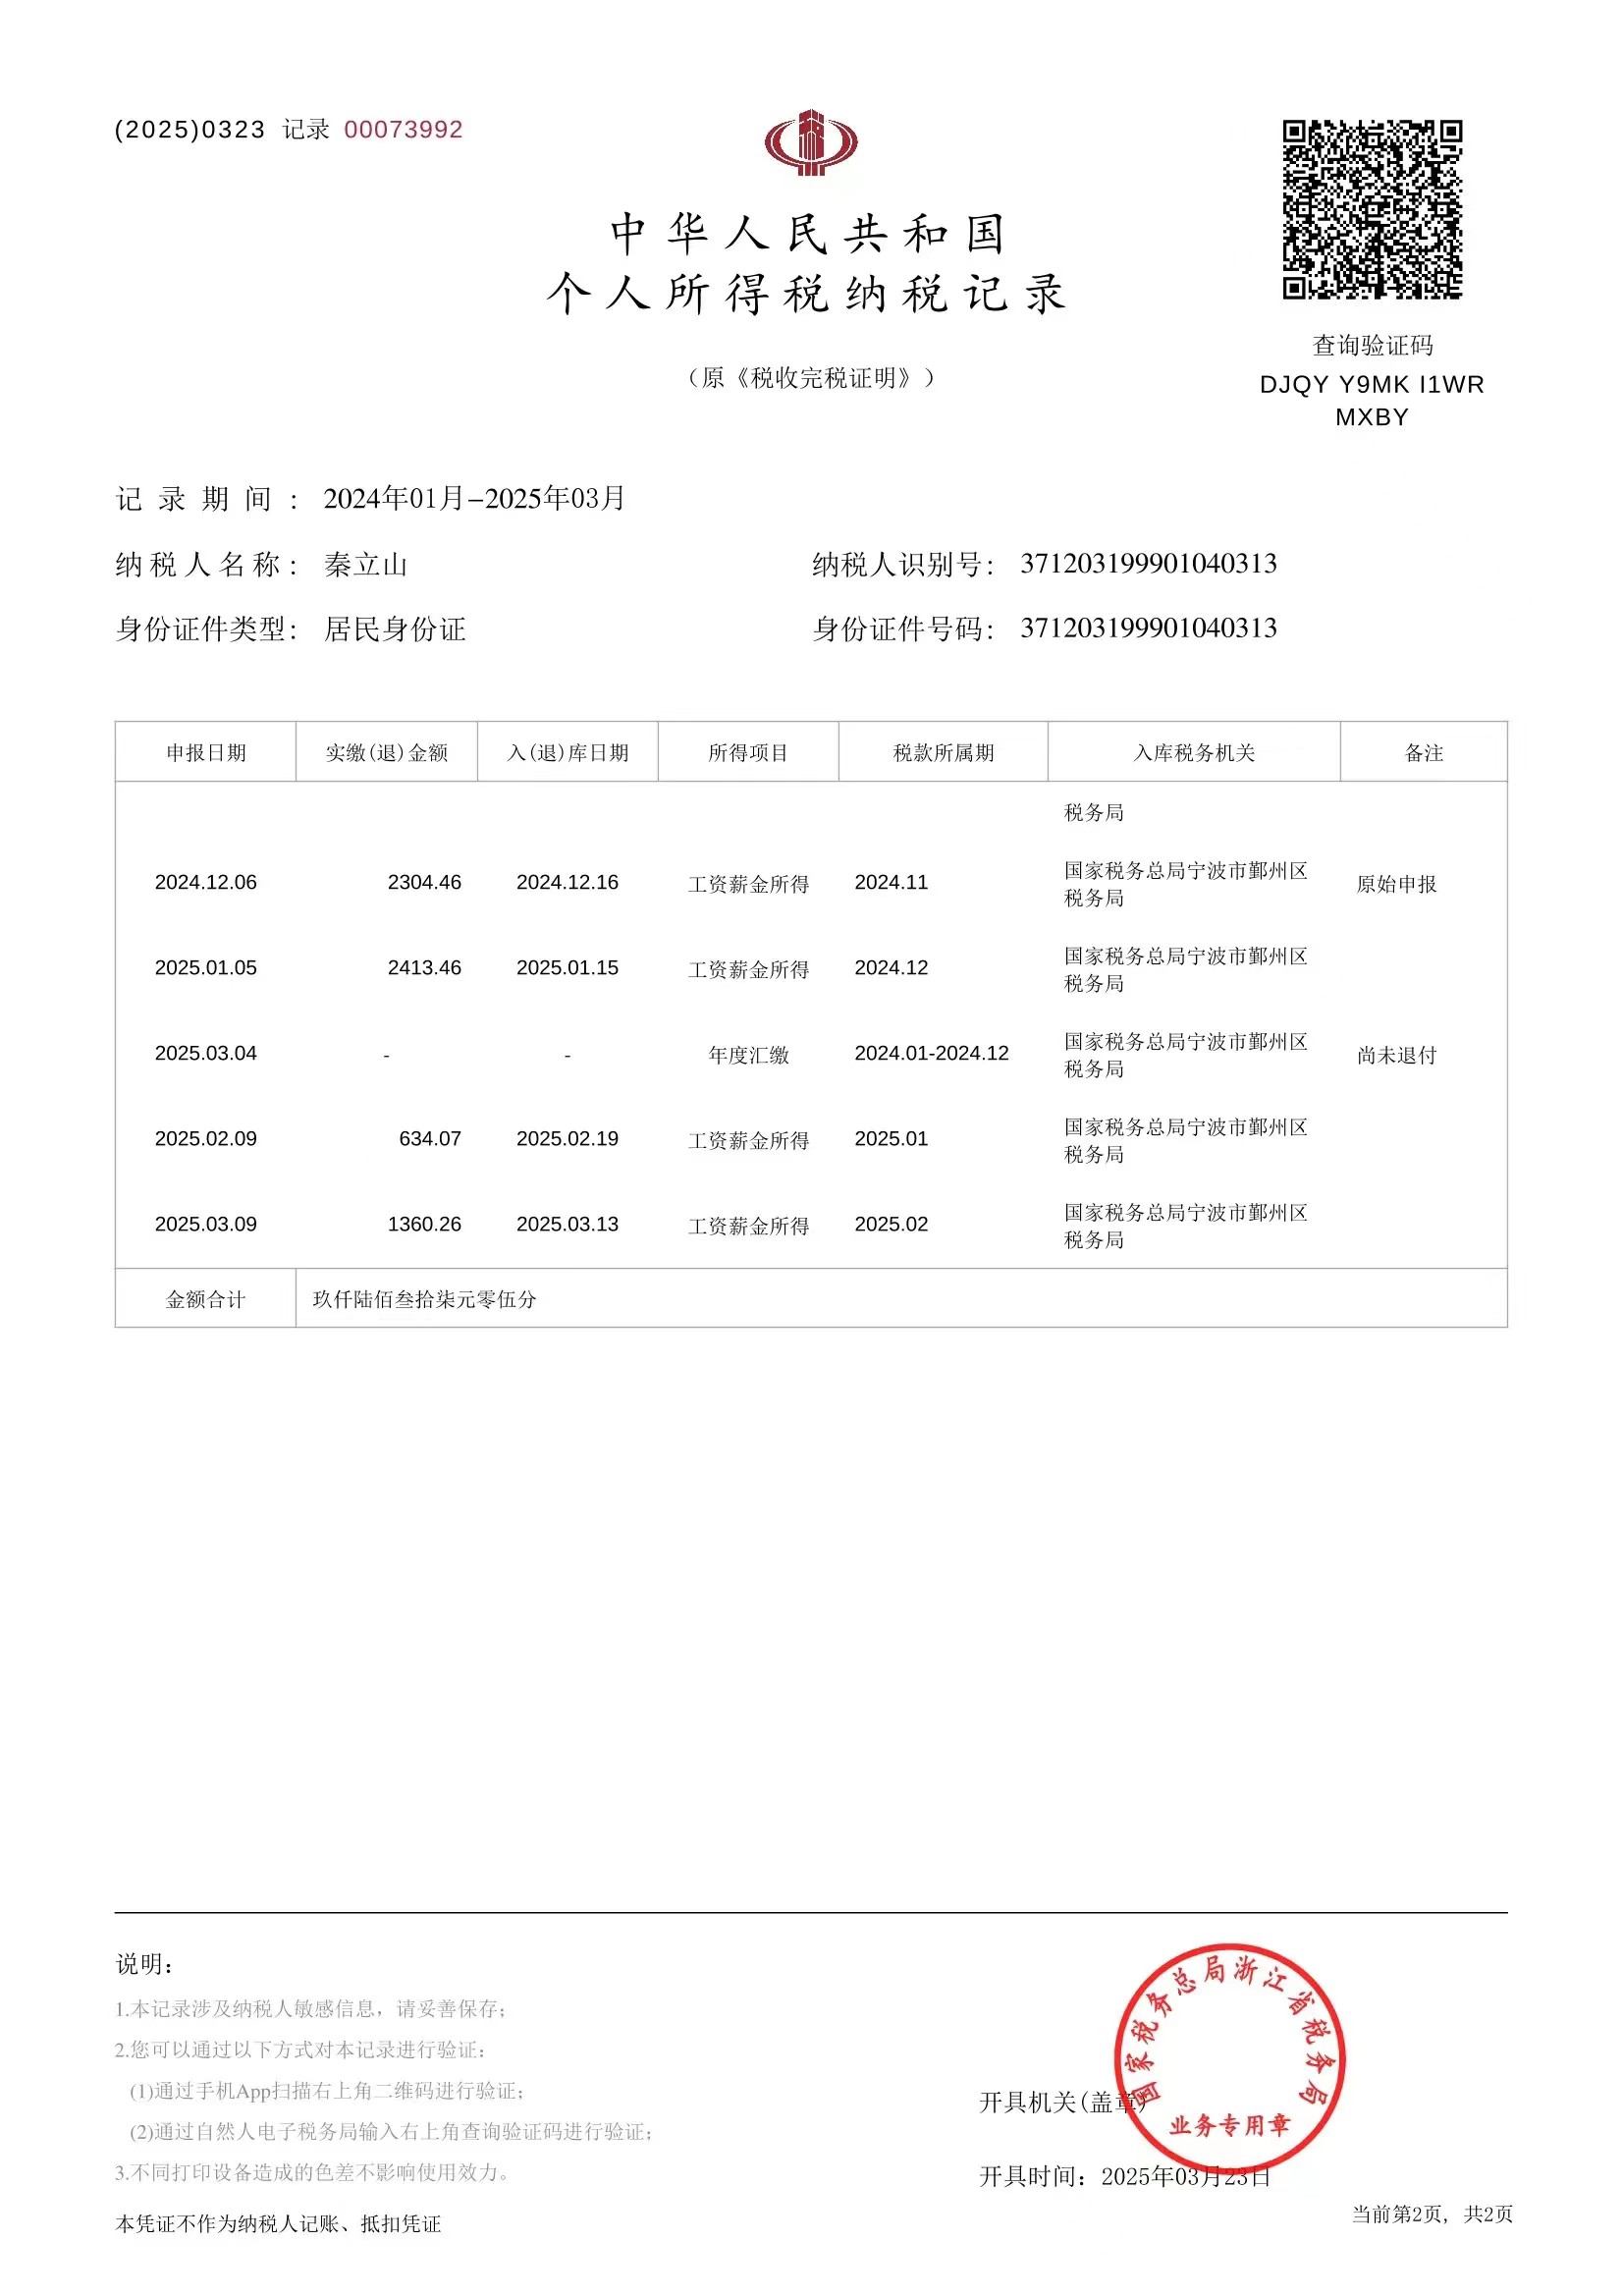 (2025)0323 记录 00073992
中华人民共和国
个人所得税纳税记录
（原《税收完税证明》）
查询验证码
DJQY Y9MK I1WR
MXBY
记录期间： 2024年01月-2025年03月
纳税人名称： 秦立山 纳税人识别号： 371203199901040313
身份证件类型： 居民身份证 身份证件号码： 371203199901040313
申报日期 实缴(退)金额 入(退)库日期 所得项目 税款所属期 入库税务机关 备注
税务局
2024.12.06 2304.46 2024.12.16 工资薪金所得 2024.11 国家税务总局宁波市鄞州区 原始申报
税务局
2025.01.05 2413.46 2025.01.15 工资薪金所得 2024.12 国家税务总局宁波市鄞州区
税务局
2025.03.04 - - 年度汇缴 2024.01-2024.12 国家税务总局宁波市鄞州区 尚未退付
税务局
2025.02.09 634.07 2025.02.19 工资薪金所得 2025.01 国家税务总局宁波市鄞州区
税务局
2025.03.09 1360.26 2025.03.13 工资薪金所得 2025.02 国家税务总局宁波市鄞州区
税务局
金额合计 玖仟陆佰叁拾柒元零伍分
说明：
1.本记录涉及纳税人敏感信息，请妥善保存；
2.您可以通过以下方式对本记录进行验证：
(1)通过手机App扫描右上角二维码进行验证；
(2)通过自然人电子税务局输入右上角查询验证码进行验证；
3.不同打印设备造成的色差不影响使用效力。
本凭证不作为纳税人记账、抵扣凭证
国家税务总局浙江省税务局
业务专用章
开具机关(盖章)
开具时间：2025年03月23日
当前第2页，共2页